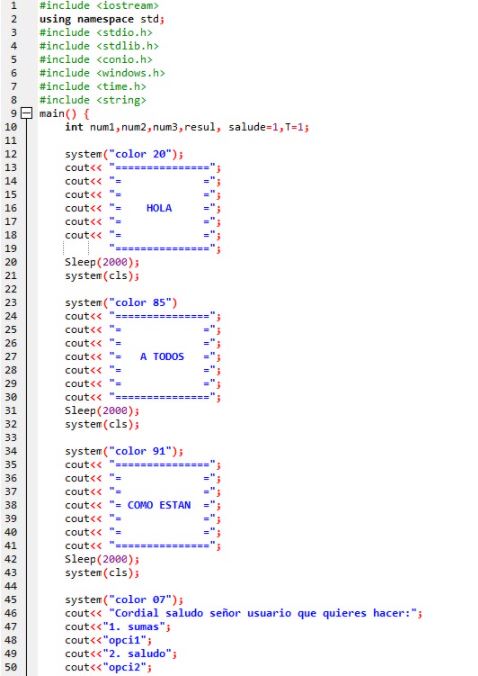 1 #include <iostream>
2 using namespace std;
3 #include <stdio.h>
4 #include <stdlib.h>
5 #include <conio.h>
6 #include <windows.h>
7 #include <time.h>
8 #include <string>
9 main() {
10 int num1,num2,num3,resul, salude=1,T=1;
11
12 system("color 20");
13 cout<< "===============";
14 cout<< "=             =";
15 cout<< "=             =";
16 cout<< "=    HOLA     =";
17 cout<< "=             =";
18 cout<< "=             =";
19 "===============";
20 Sleep(2000);
21 system(cls);
22
23 system("color 85")
24 cout<< "===============";
25 cout<< "=             =";
26 cout<< "=             =";
27 cout<< "=   A TODOS   =";
28 cout<< "=             =";
29 cout<< "=             =";
30 cout<< "===============";
31 Sleep(2000);
32 system(cls);
33
34 system("color 91");
35 cout<< "===============";
36 cout<< "=             =";
37 cout<< "=             =";
38 cout<< "= COMO ESTAN  =";
39 cout<< "=             =";
40 cout<< "=             =";
41 cout<< "===============";
42 Sleep(2000);
43 system(cls);
44
45 system("color 07");
46 cout<< "Cordial saludo señor usuario que quieres hacer:";
47 cout<<"1. sumas";
48 cout<<"opci1";
49 cout<<"2. saludo";
50 cout<<"opci2";